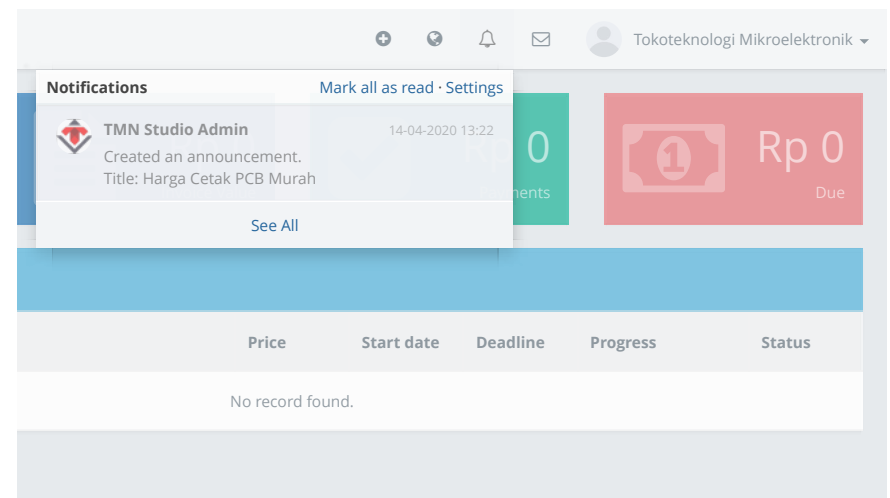 Tokoteknologi Mikroelektronik
Notifications
Mark all as read · Settings
TMN Studio Admin
14-04-2020 13:22
Created an announcement.
Title: Harga Cetak PCB Murah
See All
Rp 0
Rp 0
Due
Price Start date Deadline Progress Status
No record found.